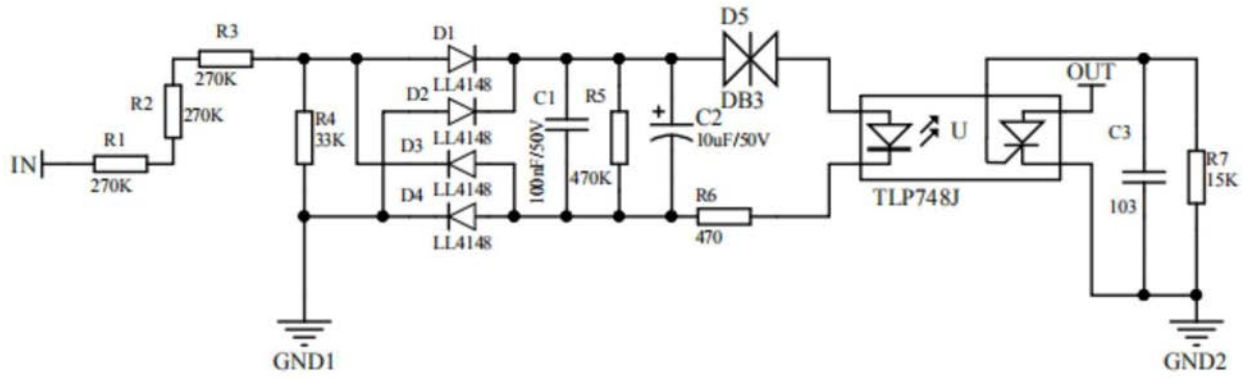 IN
R1
270K
R2
270K
R3
270K
R4
33K
D1
LL4148
D2
LL4148
D3
LL4148
D4
LL4148
C1
100nF/50V
R5
470K
+
C2
10uF/50V
D5
DB3
R6
470
U
TLP748J
OUT
C3
103
R7
15K
GND1
GND2